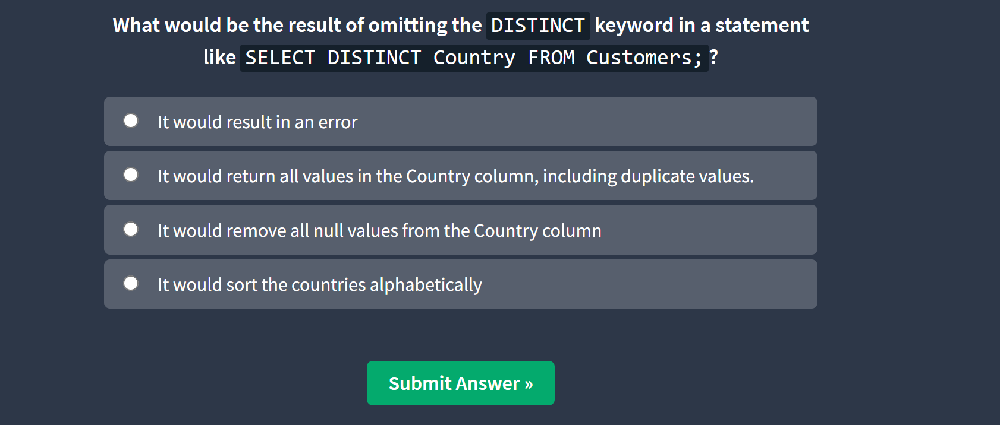 What would be the result of omitting the DISTINCT keyword in a statement
like SELECT DISTINCT Country FROM Customers; ?
It would result in an error
It would return all values in the Country column, including duplicate values.
It would remove all null values from the Country column
It would sort the countries alphabetically
Submit Answer »